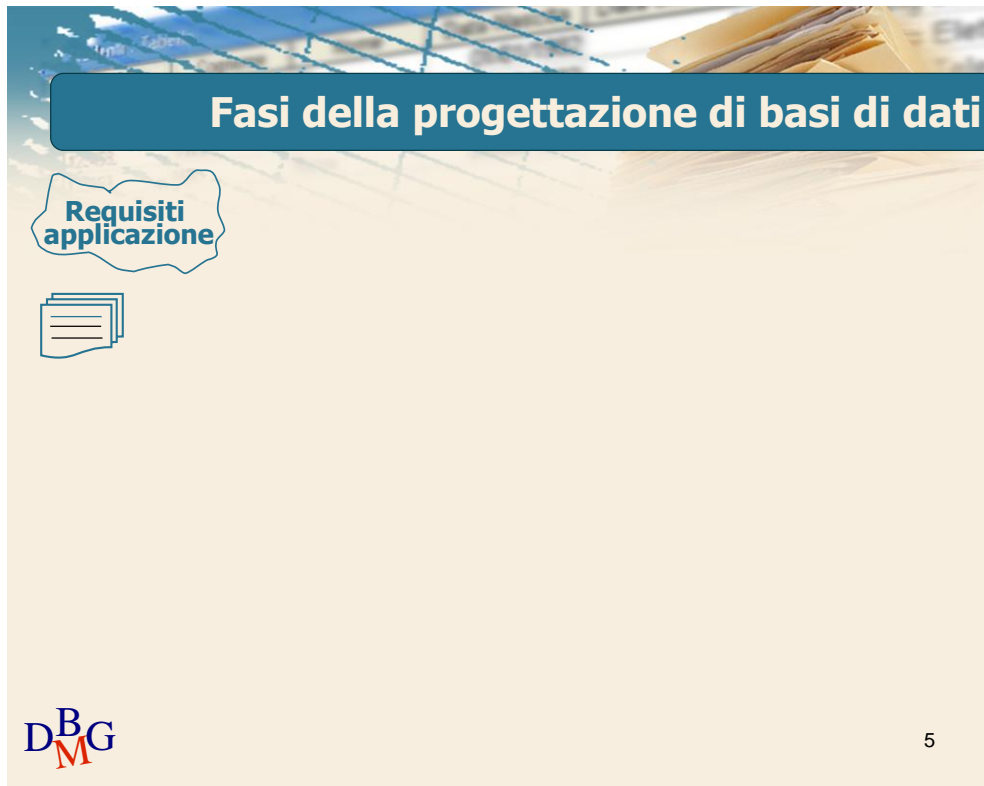 Fasi della progettazione di basi di dati
Requisiti
applicazione
DBMG
5